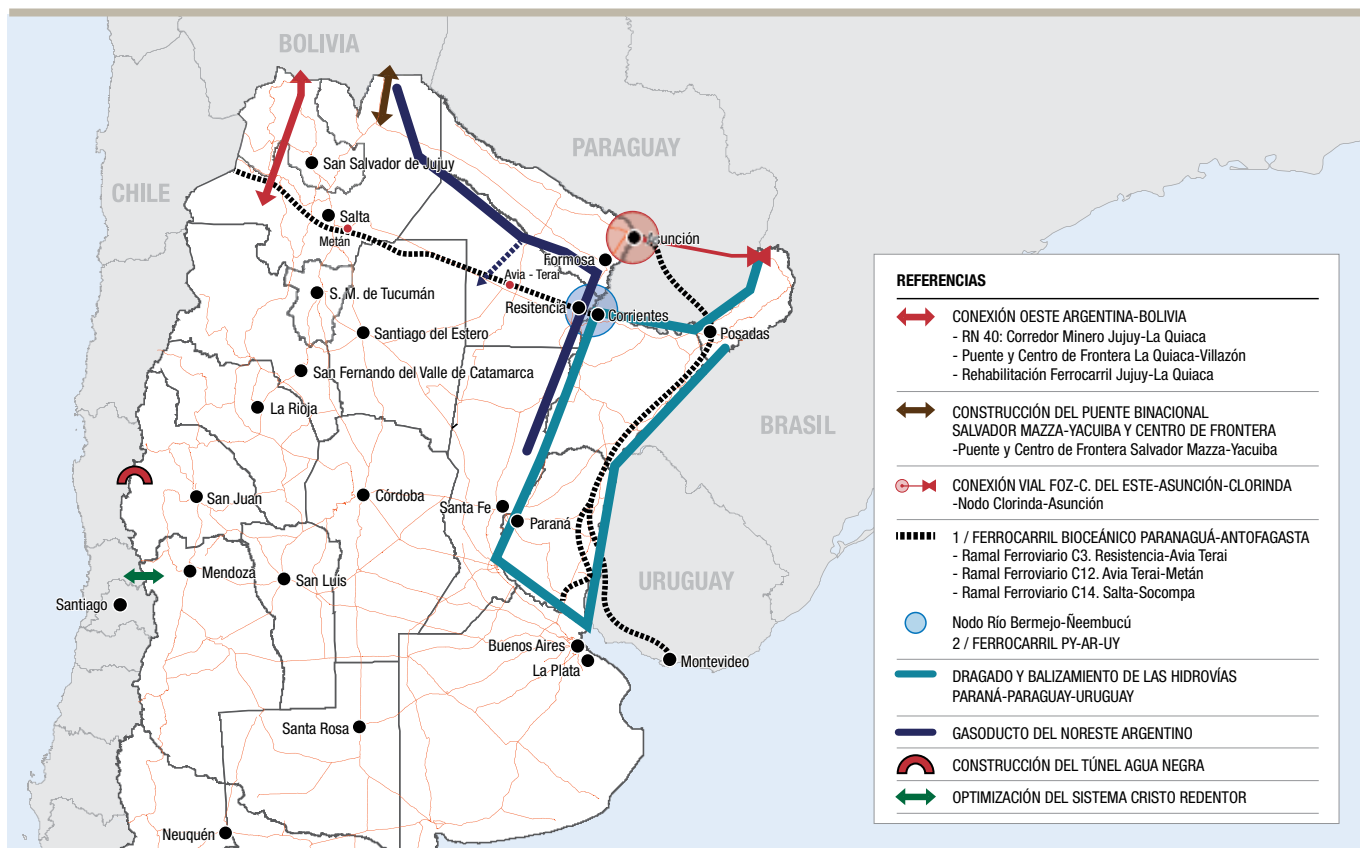 BOLIVIA
PARAGUAY
CHILE
San Salvador de Jujuy
Salta
Metán
Asunción
Formosa
Avia - Terai
S. M. de Tucumán
Resitencia
Corrientes
Santiago del Estero
Posadas
San Fernando del Valle de Catamarca
La Rioja
BRASIL
San Juan
Córdoba
Santa Fe
Paraná
Mendoza
San Luis
URUGUAY
Santiago
Buenos Aires
La Plata
Montevideo
Santa Rosa
Neuquén
REFERENCIAS
CONEXIÓN OESTE ARGENTINA-BOLIVIA
- RN 40: Corredor Minero Jujuy-La Quiaca
- Puente y Centro de Frontera La Quiaca-Villazón
- Rehabilitación Ferrocarril Jujuy-La Quiaca
CONSTRUCCIÓN DEL PUENTE BINACIONAL
SALVADOR MAZZA-YACUIBA Y CENTRO DE FRONTERA
-Puente y Centro de Frontera Salvador Mazza-Yacuiba
CONEXIÓN VIAL FOZ-C. DEL ESTE-ASUNCIÓN-CLORINDA
-Nodo Clorinda-Asunción
1 / FERROCARRIL BIOCEÁNICO PARANAGUÁ-ANTOFAGASTA
- Ramal Ferroviario C3. Resistencia-Avia Terai
- Ramal Ferroviario C12. Avia Terai-Metán
- Ramal Ferroviario C14. Salta-Socompa
Nodo Río Bermejo-Ñeembucú
2 / FERROCARRIL PY-AR-UY
DRAGADO Y BALIZAMIENTO DE LAS HIDROVÍAS
PARANÁ-PARAGUAY-URUGUAY
GASODUCTO DEL NORESTE ARGENTINO
CONSTRUCCIÓN DEL TÚNEL AGUA NEGRA
OPTIMIZACIÓN DEL SISTEMA CRISTO REDENTOR